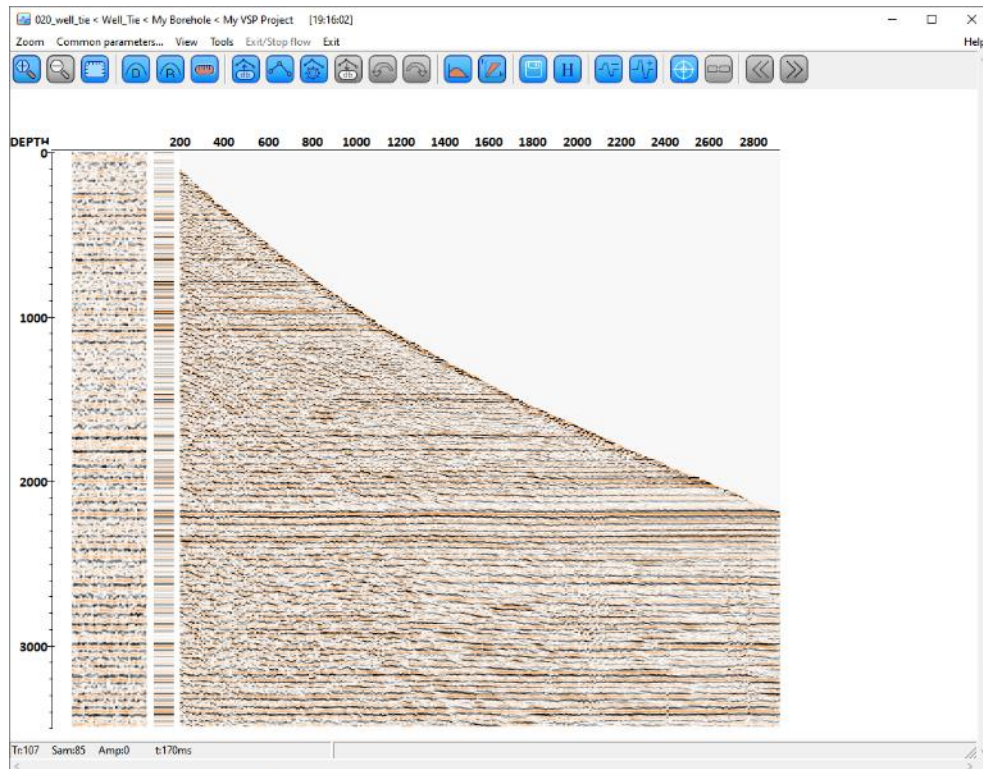 020_well_tie < Well_Tie < My Borehole < My VSP Project [19:16:02]
Zoom Common parameters... View Tools Exit/Stop flow Exit Help
D R db H db
DEPTH 200 400 600 800 1000 1200 1400 1600 1800 2000 2200 2400 2600 2800
0
1000
2000
3000
Tr:107 Sam:85 Amp:0 t:170ms